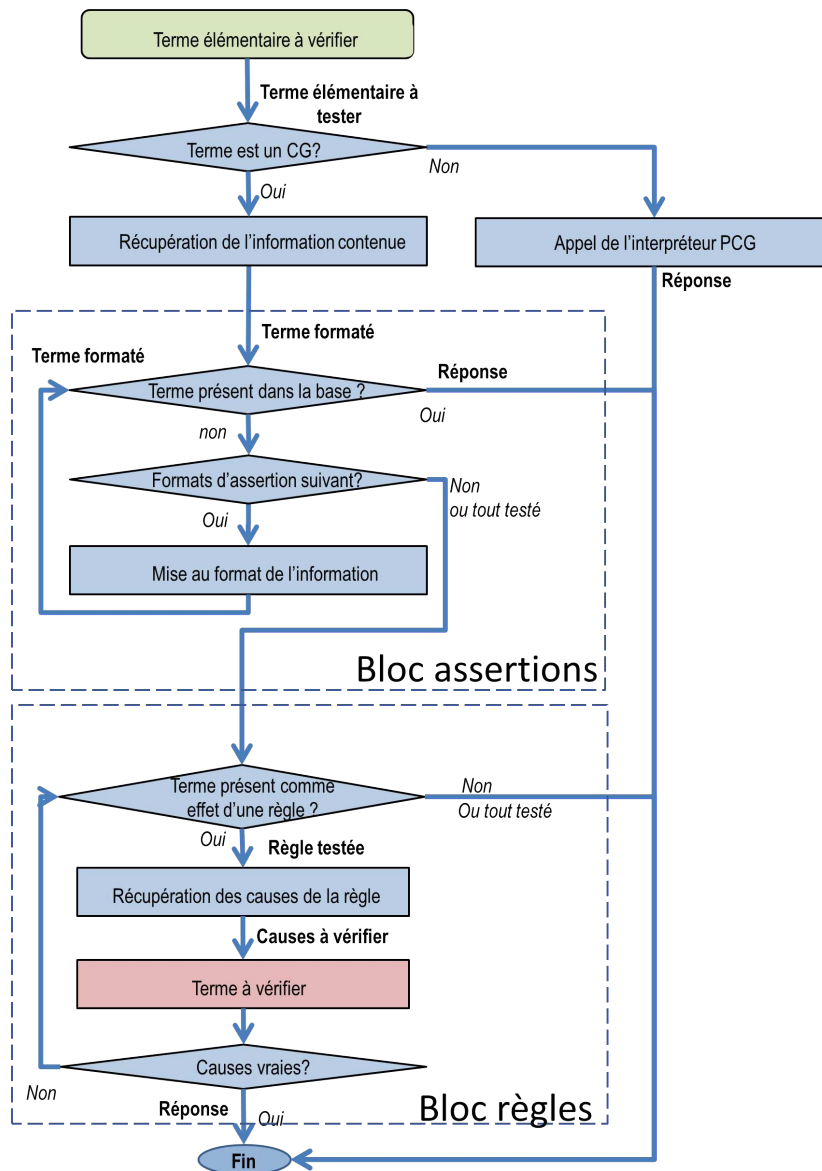 Terme élémentaire à vérifier
Terme élémentaire à
tester
Terme est un CG?
Non
Oui
Récupération de l'information contenue
Appel de l'interpréteur PCG
Réponse
Terme formaté
Terme formaté
Réponse
Terme présent dans la base ?
Oui
non
Formats d'assertion suivant?
Non
ou tout testé
Oui
Mise au format de l'information
Bloc assertions
Terme présent comme
effet d'une règle ?
Non
Ou tout testé
Oui
Règle testée
Récupération des causes de la règle
Causes à vérifier
Terme à vérifier
Causes vraies?
Non
Réponse
Oui
Bloc règles
Fin